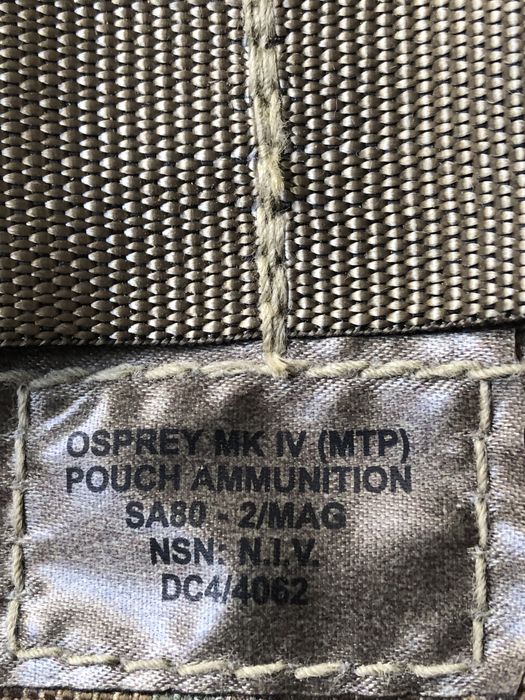 OSPREY MK IV (MTP)
POUCH AMMUNITION
SA80 - 2/MAG
NSN: N.I.V.
DC4/4062